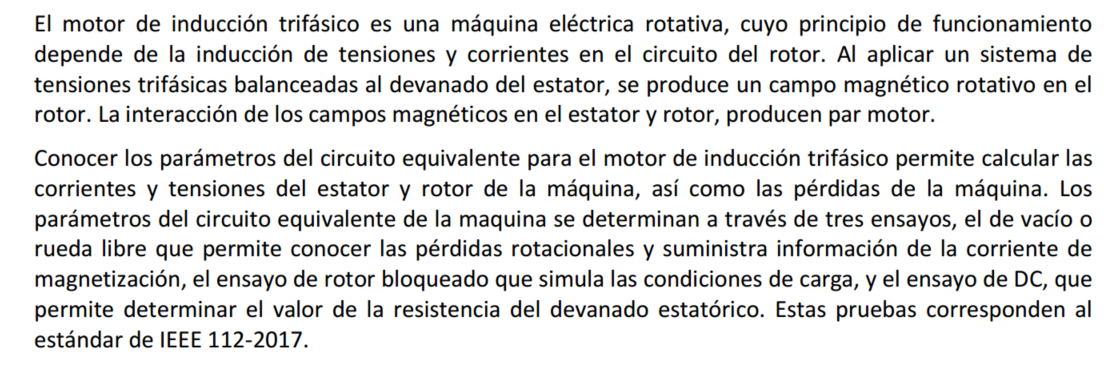 El motor de inducción trifásico es una máquina eléctrica rotativa, cuyo principio de funcionamiento
depende de la inducción de tensiones y corrientes en el circuito del rotor. Al aplicar un sistema de
tensiones trifásicas balanceadas al devanado del estator, se produce un campo magnético rotativo en el
rotor. La interacción de los campos magnéticos en el estator y rotor, producen par motor.
Conocer los parámetros del circuito equivalente para el motor de inducción trifásico permite calcular las
corrientes y tensiones del estator y rotor de la máquina, así como las pérdidas de la máquina. Los
parámetros del circuito equivalente de la maquina se determinan a través de tres ensayos, el de vacío o
rueda libre que permite conocer las pérdidas rotacionales y suministra información de la corriente de
magnetización, el ensayo de rotor bloqueado que simula las condiciones de carga, y el ensayo de DC, que
permite determinar el valor de la resistencia del devanado estatórico. Estas pruebas corresponden al
estándar de IEEE 112-2017.